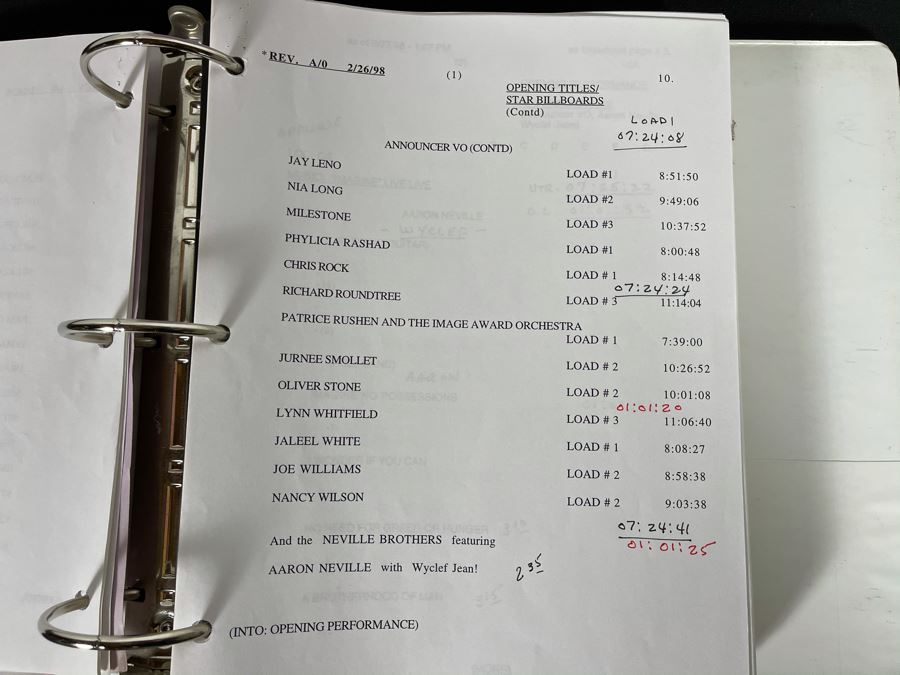 *REV. A/0 2/26/98 (1) 10.
OPENING TITLES/
STAR BILLBOARDS
(Contd)
LOAD 1
07:24:08
ANNOUNCER VO (CONTD)
JAY LENO LOAD #1 8:51:50
NIA LONG LOAD #2 9:49:06
MILESTONE LOAD #3 10:37:52
PHYLICIA RASHAD LOAD #1 8:00:48
CHRIS ROCK LOAD # 1 8:14:48
07:24:24
RICHARD ROUNDTREE LOAD # 3 11:14:04
PATRICE RUSHEN AND THE IMAGE AWARD ORCHESTRA
LOAD # 1 7:39:00
JURNEE SMOLLET LOAD # 2 10:26:52
OLIVER STONE LOAD # 2 10:01:08
01:01:20
LYNN WHITFIELD LOAD # 3 11:06:40
JALEEL WHITE LOAD # 1 8:08:27
JOE WILLIAMS LOAD # 2 8:58:38
NANCY WILSON LOAD # 2 9:03:38
07:24:41
01:01:25
And the NEVILLE BROTHERS featuring
AARON NEVILLE with Wyclef Jean! 2 35
(INTO: OPENING PERFORMANCE)